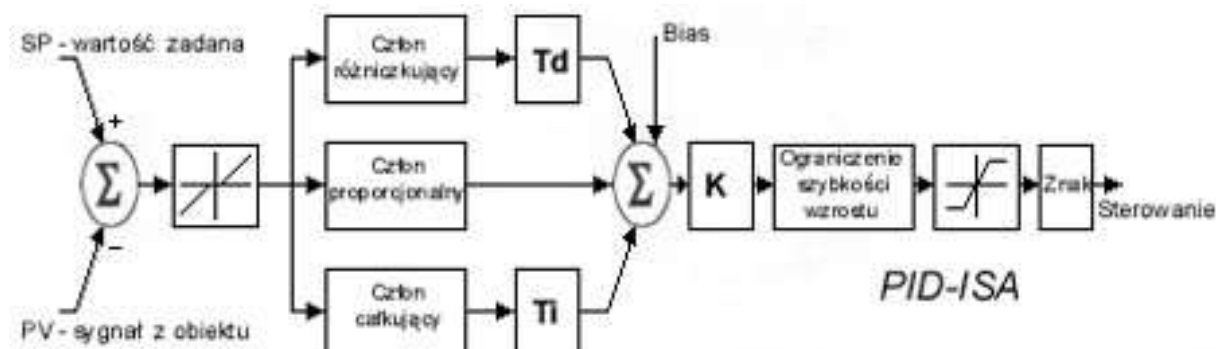 SP - wartość zadana
+
Σ
−
PV - sygnał z obiektu
Człon
różniczkujący
Td
Człon
proporcjonalny
Człon
całkujący
Ti
Bias
Σ
K
Ograniczenie
szybkości
wzrostu
Znak
Sterowanie
PID-ISA